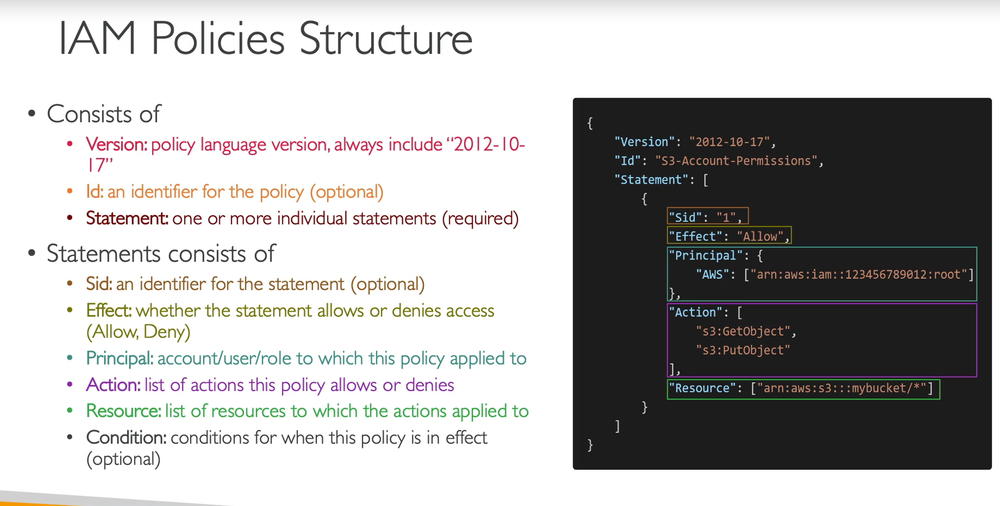 IAM Policies Structure
• Consists of
• Version: policy language version, always include “2012-10-
17”
• Id: an identifier for the policy (optional)
• Statement: one or more individual statements (required)
• Statements consists of
• Sid: an identifier for the statement (optional)
• Effect: whether the statement allows or denies access
(Allow, Deny)
• Principal: account/user/role to which this policy applied to
• Action: list of actions this policy allows or denies
• Resource: list of resources to which the actions applied to
• Condition: conditions for when this policy is in effect
(optional)
{
"Version": "2012-10-17",
"Id": "S3-Account-Permissions",
"Statement": [
{
"Sid": "1",
"Effect": "Allow",
"Principal": {
"AWS": ["arn:aws:iam::123456789012:root"]
},
"Action": [
"s3:GetObject",
"s3:PutObject"
],
"Resource": ["arn:aws:s3:::mybucket/*"]
}
]
}